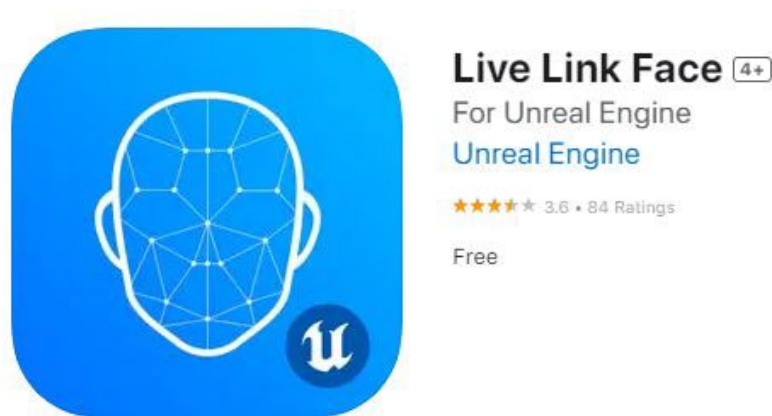 Live Link Face 4+
For Unreal Engine
Unreal Engine
3.6 • 84 Ratings
Free